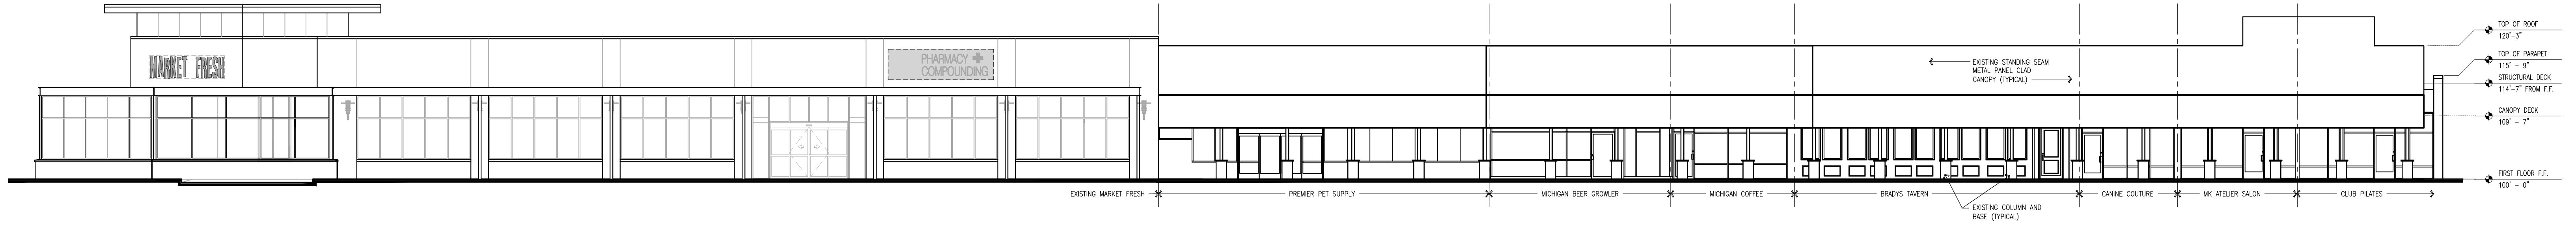 MARKET FRESH
PHARMACY
COMPOUNDING
EXISTING STANDING SEAM
METAL PANEL CLAD
CANOPY (TYPICAL)
TOP OF ROOF
120'-3"
TOP OF PARAPET
115' - 9"
STRUCTURAL DECK
114'-7" FROM F.F.
CANOPY DECK
109' - 7"
FIRST FLOOR F.F.
100' - 0"
EXISTING MARKET FRESH
PREMIER PET SUPPLY
MICHIGAN BEER GROWLER
MICHIGAN COFFEE
BRADYS TAVERN
CANINE COUTURE
MK ATELIER SALON
CLUB PILATES
EXISTING COLUMN AND
BASE (TYPICAL)